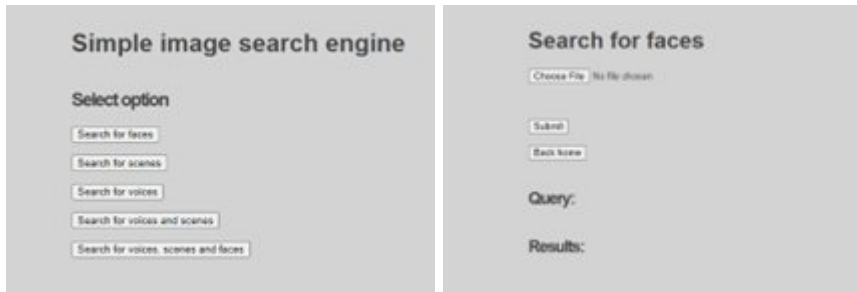 Simple image search engine
Select option
Search for faces
Search for scenes
Search for voices
Search for voices and scenes
Search for voices, scenes and faces
Search for faces
Choose File No file chosen
Submit
Back home
Query:
Results: